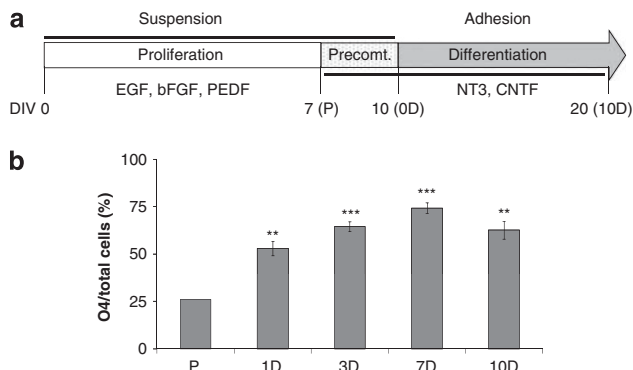 a
Suspension Adhesion
Proliferation Precomt. Differentiation
EGF, bFGF, PEDF NT3, CNTF
DIV 0 7 (P) 10 (0D) 20 (10D)
b
O4/total cells (%)
100
75
50
25
0
** *** *** **
P 1D 3D 7D 10D